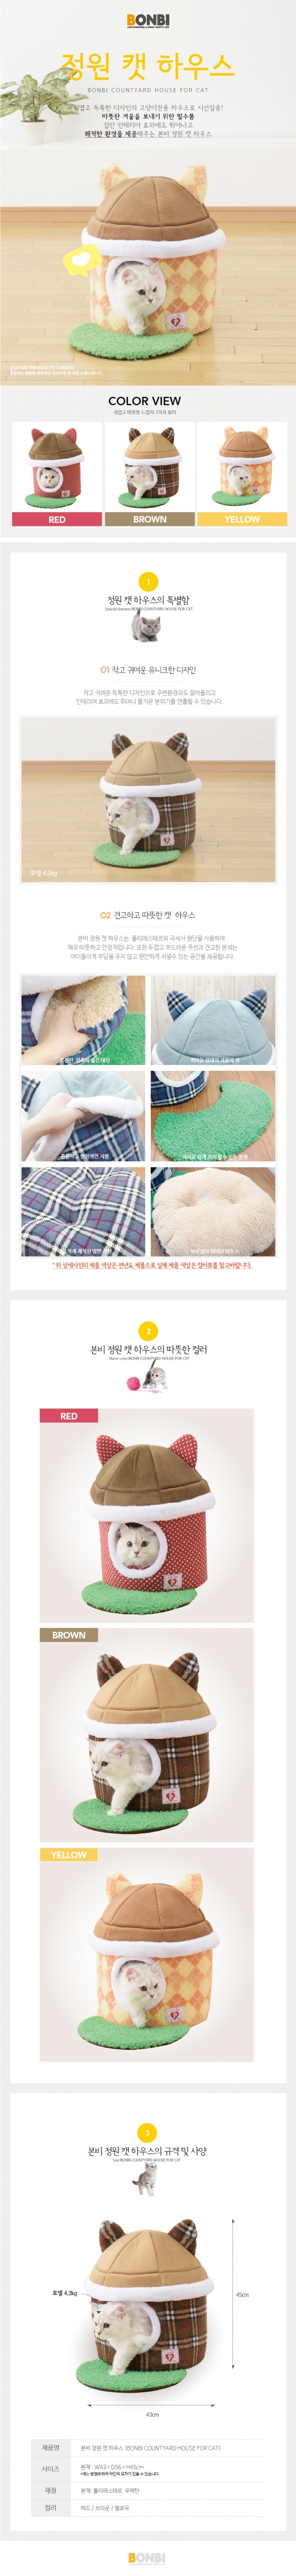 BONBI
정원 캣 하우스
BONBI COUNTYARD HOUSE FOR CAT
귀엽고 독특한 디자인의 고양이전용 하우스로 시선집중!
따뜻한 겨울을 보내기 위한 필수품
집안 인테리어 효과에도 뛰어나고
쾌적한 환경을 제공해주는 본비 정원 캣 하우스
COLOR VIEW
귀엽고 따뜻한 느낌의 3가지 컬러
RED
BROWN
YELLOW
1
정원 캣 하우스의 특별함
Special features BONBI COUNTYARD HOUSE FOR CAT
01 작고 귀여운 유니크한 디자인
작고 귀여운 독특한 디자인으로 주변환경과도 잘어울리고
인테리어 효과에도 뛰어나 즐거운 분위기를 연출할 수 있습니다.
모델 4.3kg
02 견고하고 따뜻한 캣 하우스
본비 정원 캣 하우스는 폴리에스테르와 극세사 원단을 사용하여
매우 따뜻하고 안정적입니다. 또한 두껍고 부드러운 쿠션과 견고한 본체는
아이들이게 부담을 주지 않고 편안하게 지낼수 있는 공간을 제공합니다.
* 위 상세사진의 제품 색상은 전년도 제품으로 실제 제품 색상은 컬러뷰를 참고바랍니다.
2
본비 정원 캣 하우스의 따뜻한 컬러
Items color BONBI COUNTYARD HOUSE FOR CAT
RED
BROWN
YELLOW
3
본비 정원 캣 하우스의 규격 및 사양
Size BONBI COUNTYARD HOUSE FOR CAT
모델 4.3kg
45cm
43cm
제품명 본비 정원 캣 하우스 (BONBI COUNTYARD HOUSE FOR CAT)
사이즈 본체 : W43 × D56 × H45cm
*재는 방법에 따라 약간의 오차가 있을 수 있습니다.
재질 본체: 폴리에스테르 우레탄
컬러 레드 / 브라운 / 옐로우
BONBI